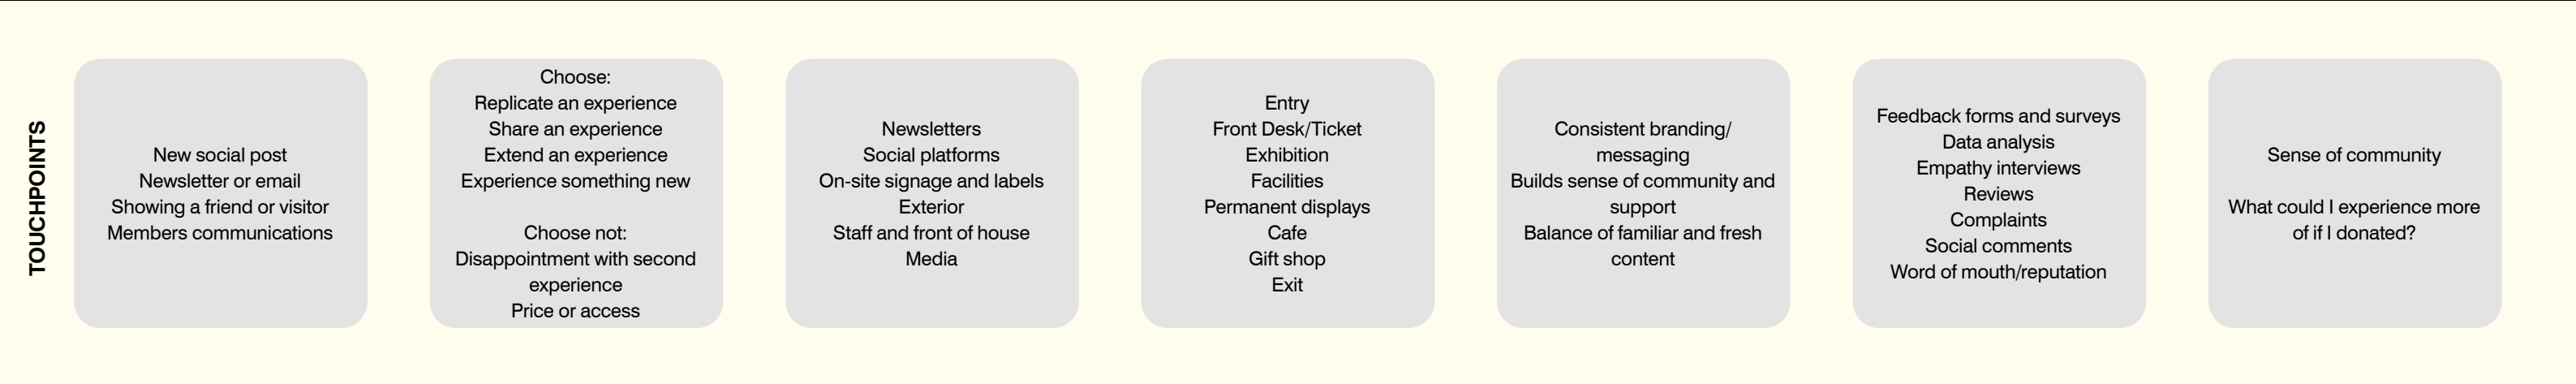 TOUCHPOINTS
New social post
Newsletter or email
Showing a friend or visitor
Members communications
Choose:
Replicate an experience
Share an experience
Extend an experience
Experience something new
Choose not:
Disappointment with second
experience
Price or access
Newsletters
Social platforms
On-site signage and labels
Exterior
Staff and front of house
Media
Entry
Front Desk/Ticket
Exhibition
Facilities
Permanent displays
Cafe
Gift shop
Exit
Consistent branding/
messaging
Builds sense of community and
support
Balance of familiar and fresh
content
Feedback forms and surveys
Data analysis
Empathy interviews
Reviews
Complaints
Social comments
Word of mouth/reputation
Sense of community
What could I experience more
of if I donated?